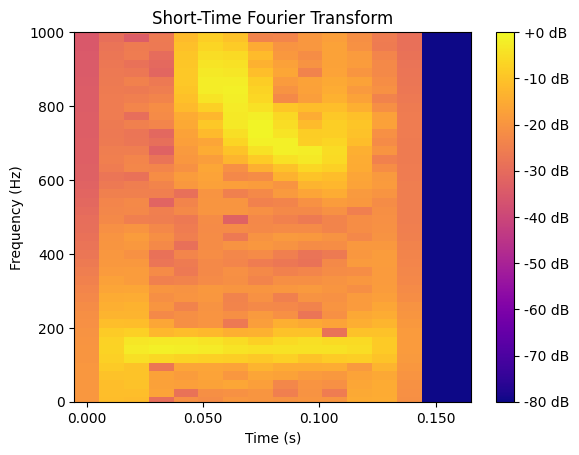 Short-Time Fourier Transform
Frequency (Hz)
1000
800
600
400
200
0
0.000
0.050
0.100
0.150
Time (s)
+0 dB
-10 dB
-20 dB
-30 dB
-40 dB
-50 dB
-60 dB
-70 dB
-80 dB